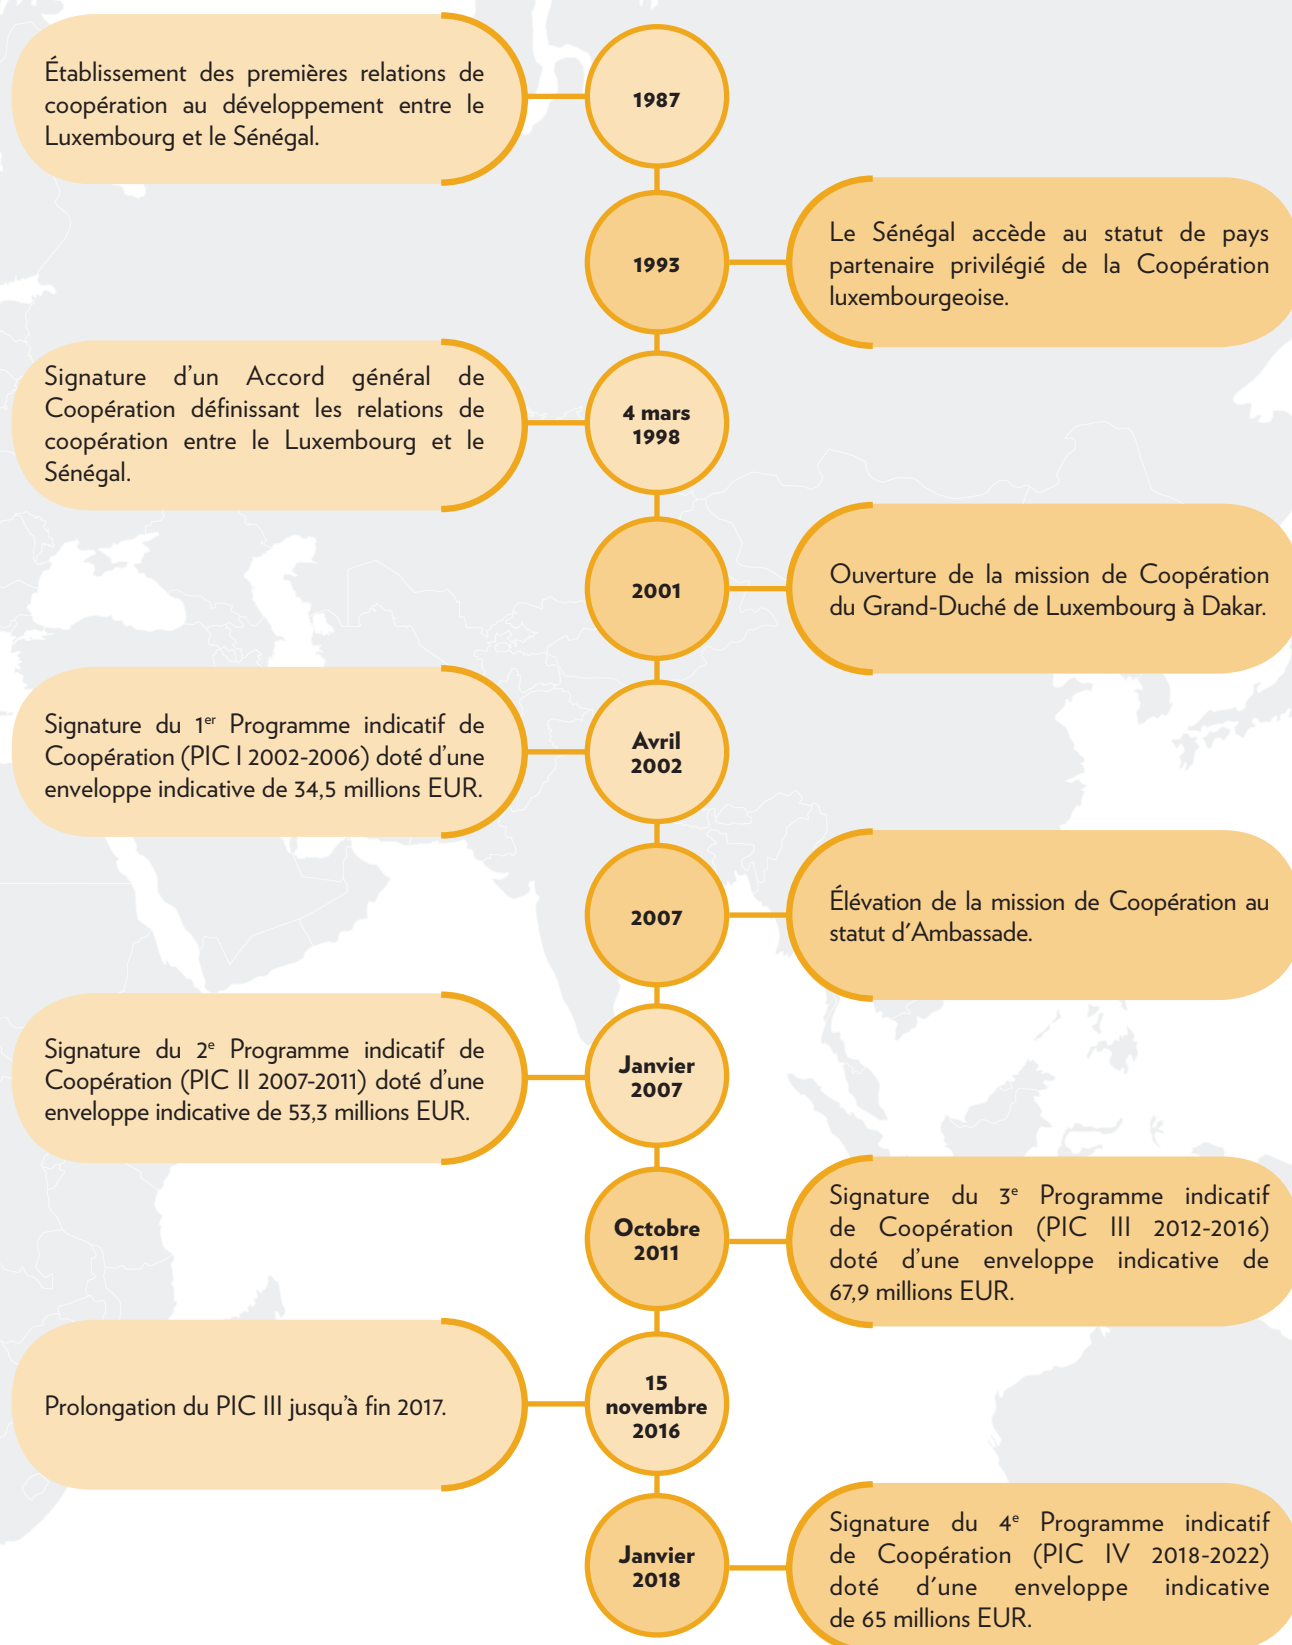 Établissement des premières relations de
coopération au développement entre le
Luxembourg et le Sénégal.
1987
1993
Le Sénégal accède au statut de pays
partenaire privilégié de la Coopération
luxembourgeoise.
Signature d'un Accord général de
Coopération définissant les relations de
coopération entre le Luxembourg et le
Sénégal.
4 mars
1998
2001
Ouverture de la mission de Coopération
du Grand-Duché de Luxembourg à Dakar.
Signature du 1er Programme indicatif de
Coopération (PIC I 2002-2006) doté d'une
enveloppe indicative de 34,5 millions EUR.
Avril
2002
2007
Élévation de la mission de Coopération au
statut d'Ambassade.
Signature du 2e Programme indicatif de
Coopération (PIC II 2007-2011) doté d'une
enveloppe indicative de 53,3 millions EUR.
Janvier
2007
Octobre
2011
Signature du 3e Programme indicatif
de Coopération (PIC III 2012-2016)
doté d'une enveloppe indicative de
67,9 millions EUR.
Prolongation du PIC III jusqu'à fin 2017.
15
novembre
2016
Janvier
2018
Signature du 4e Programme indicatif
de Coopération (PIC IV 2018-2022)
doté d'une enveloppe indicative
de 65 millions EUR.